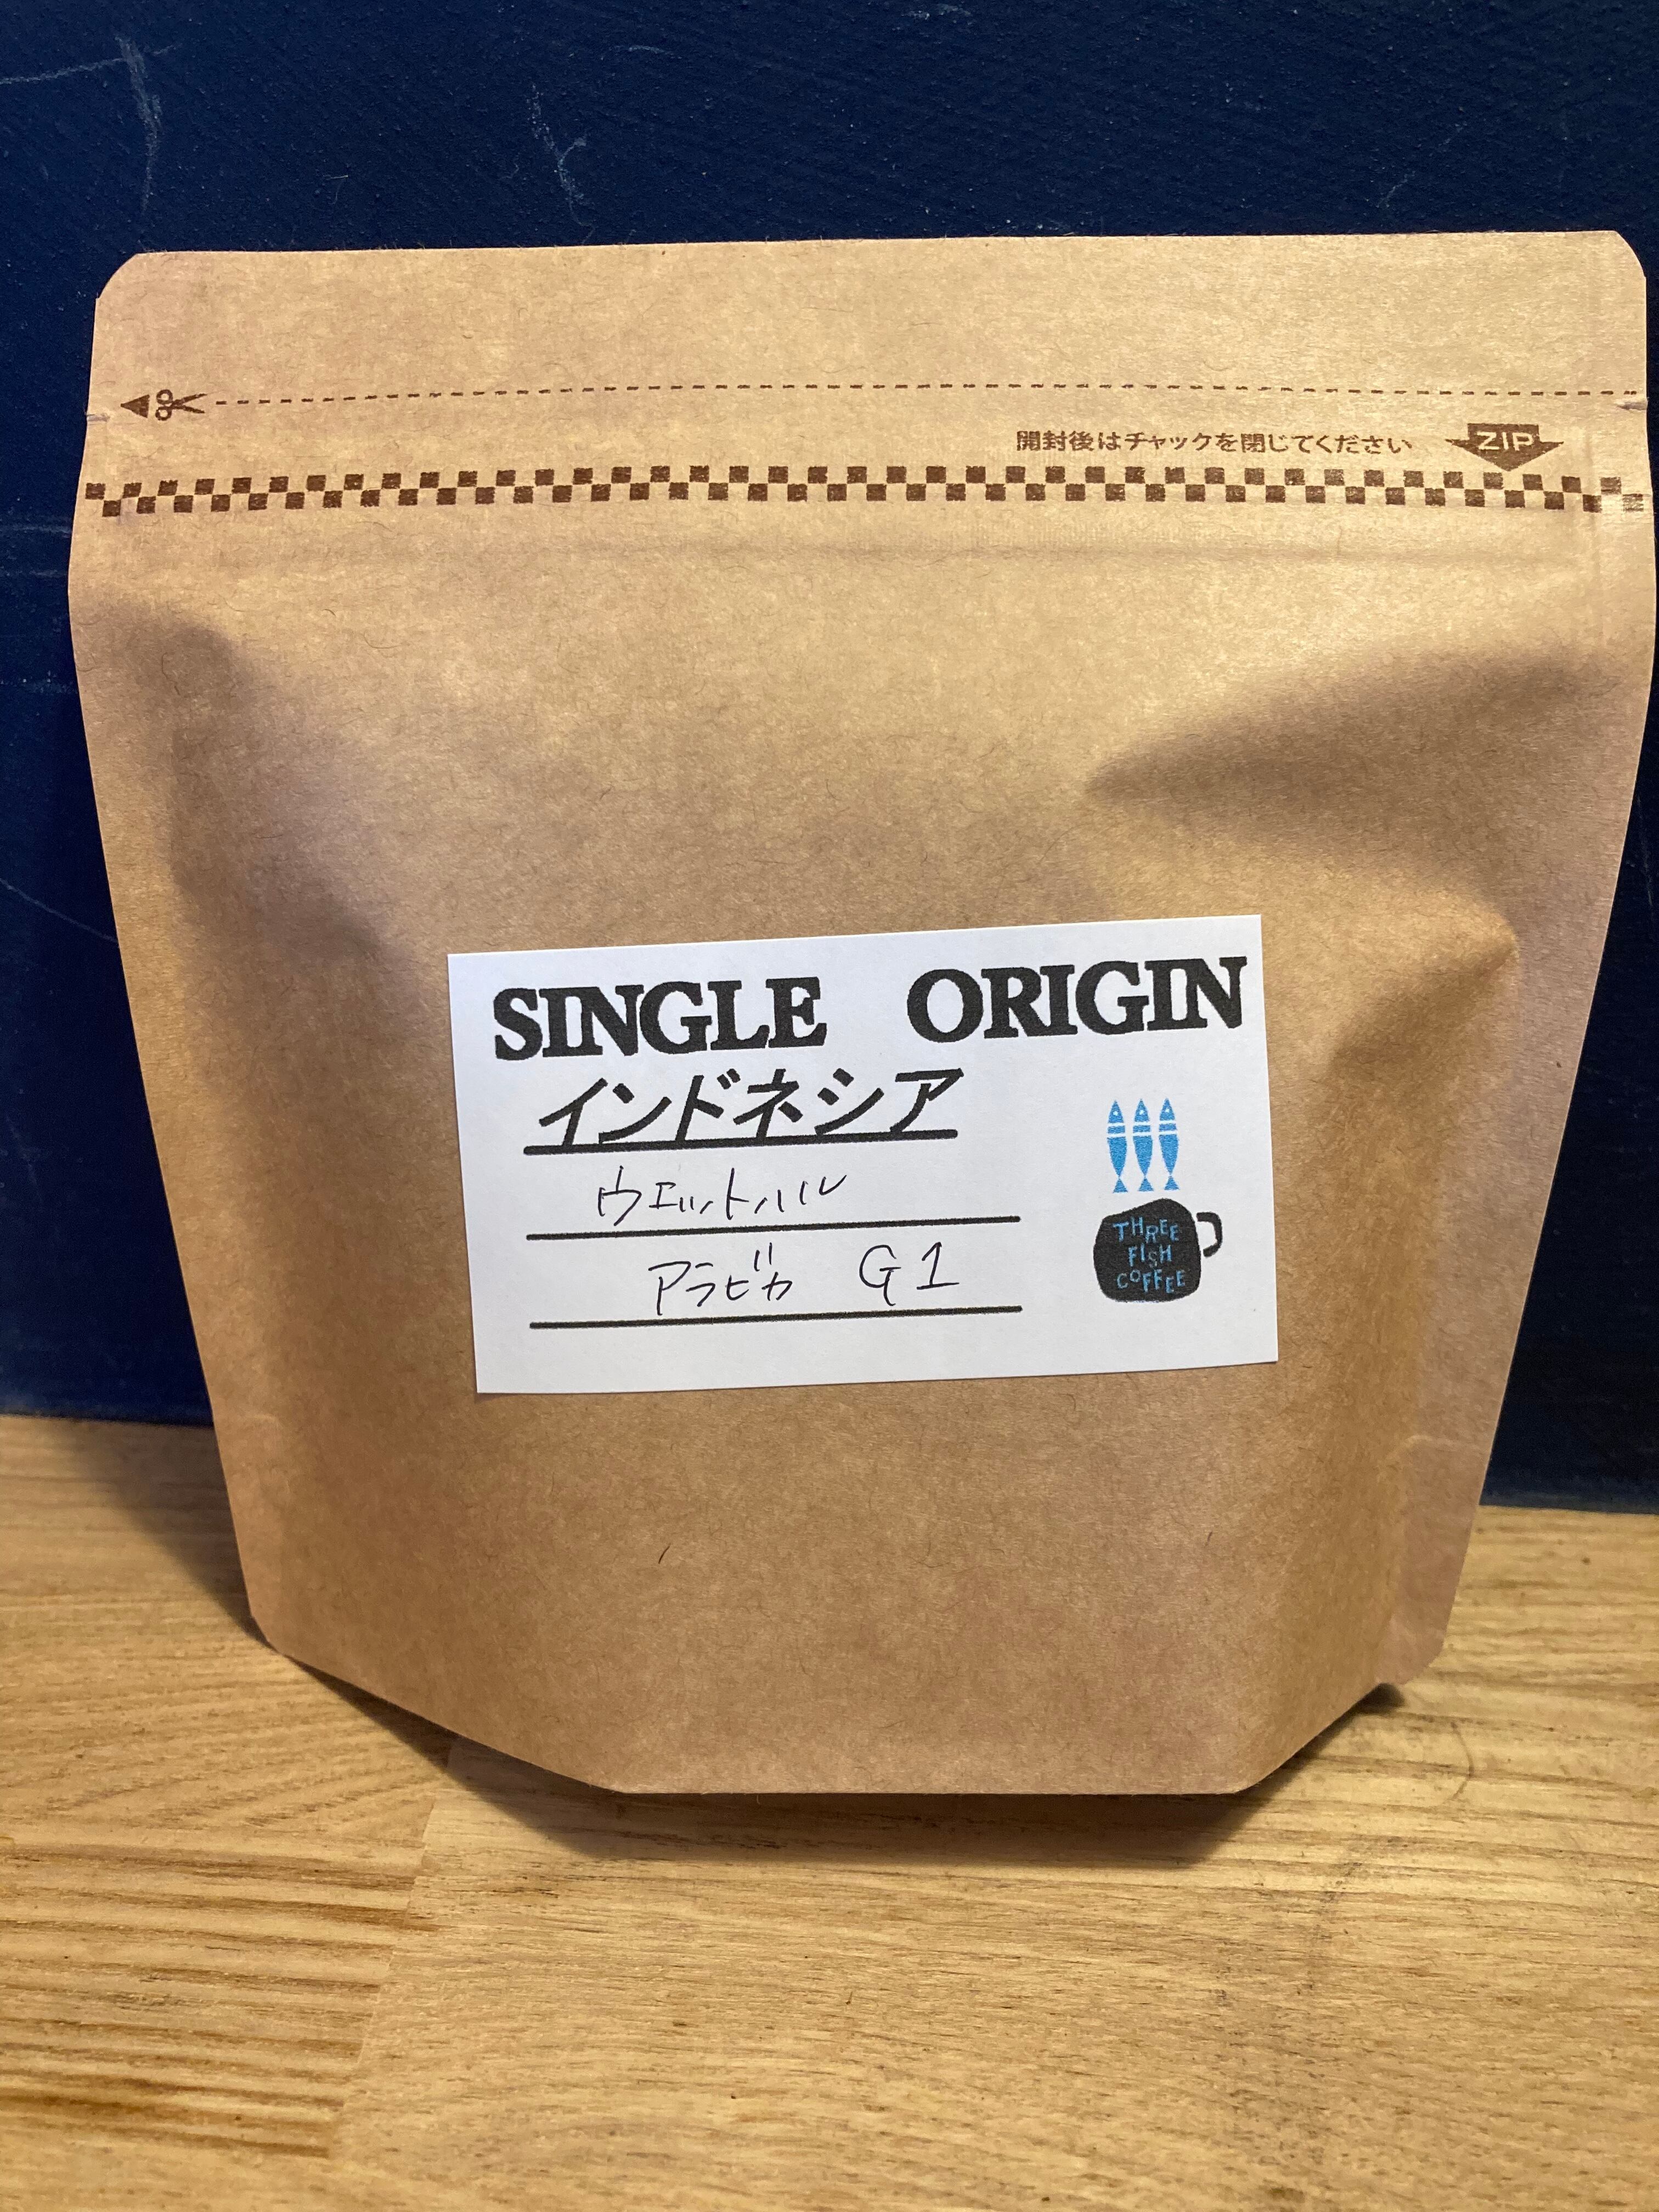 開封後はチャックを閉じてください ZIP
SINGLE ORIGIN
インドネシア
ウエットハル
アラビカ G1
THREE
FISH
COFFEE